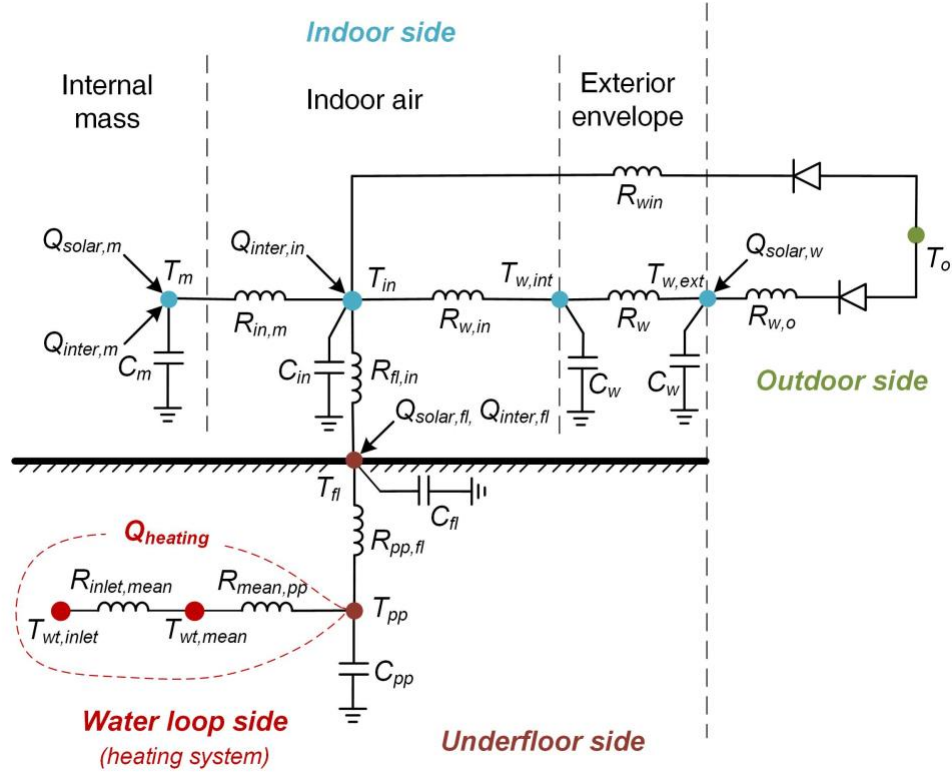 Indoor side
Internal
mass
Indoor air
Exterior
envelope
R_win
Q_solar,m
Q_inter,in
Q_solar,w
T_o
T_m
T_in
T_w,int
T_w,ext
R_in,m
R_w,in
R_w
R_w,o
Q_inter,m
C_m
C_in
R_fl,in
C_w
C_w
Outdoor side
Q_solar,fl, Q_inter,fl
T_fl
C_fl
Q_heating
R_pp,fl
R_inlet,mean
R_mean,pp
T_pp
T_wt,inlet
T_wt,mean
C_pp
Water loop side
(heating system)
Underfloor side